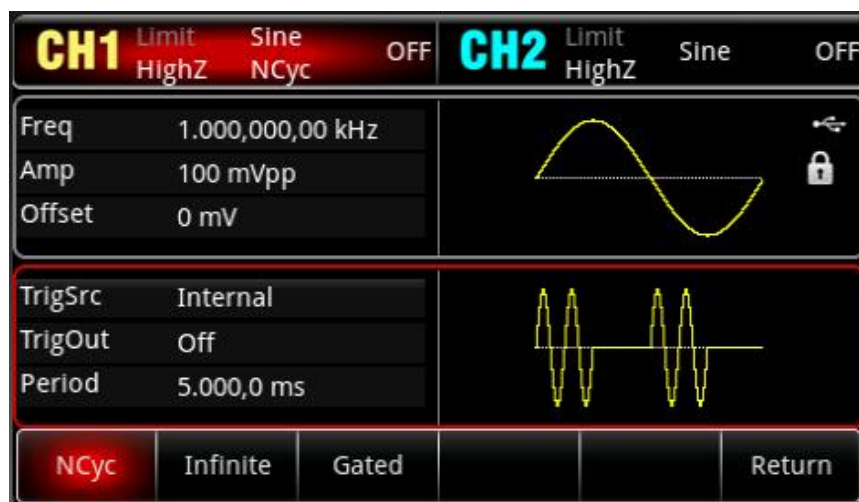 CH1 Limit Sine OFF CH2 Limit Sine OFF
HighZ NCyc HighZ
Freq 1.000,000,00 kHz
Amp 100 mVpp
Offset 0 mV
TrigSrc Internal
TrigOut Off
Period 5.000,0 ms
NCyc Infinite Gated Return